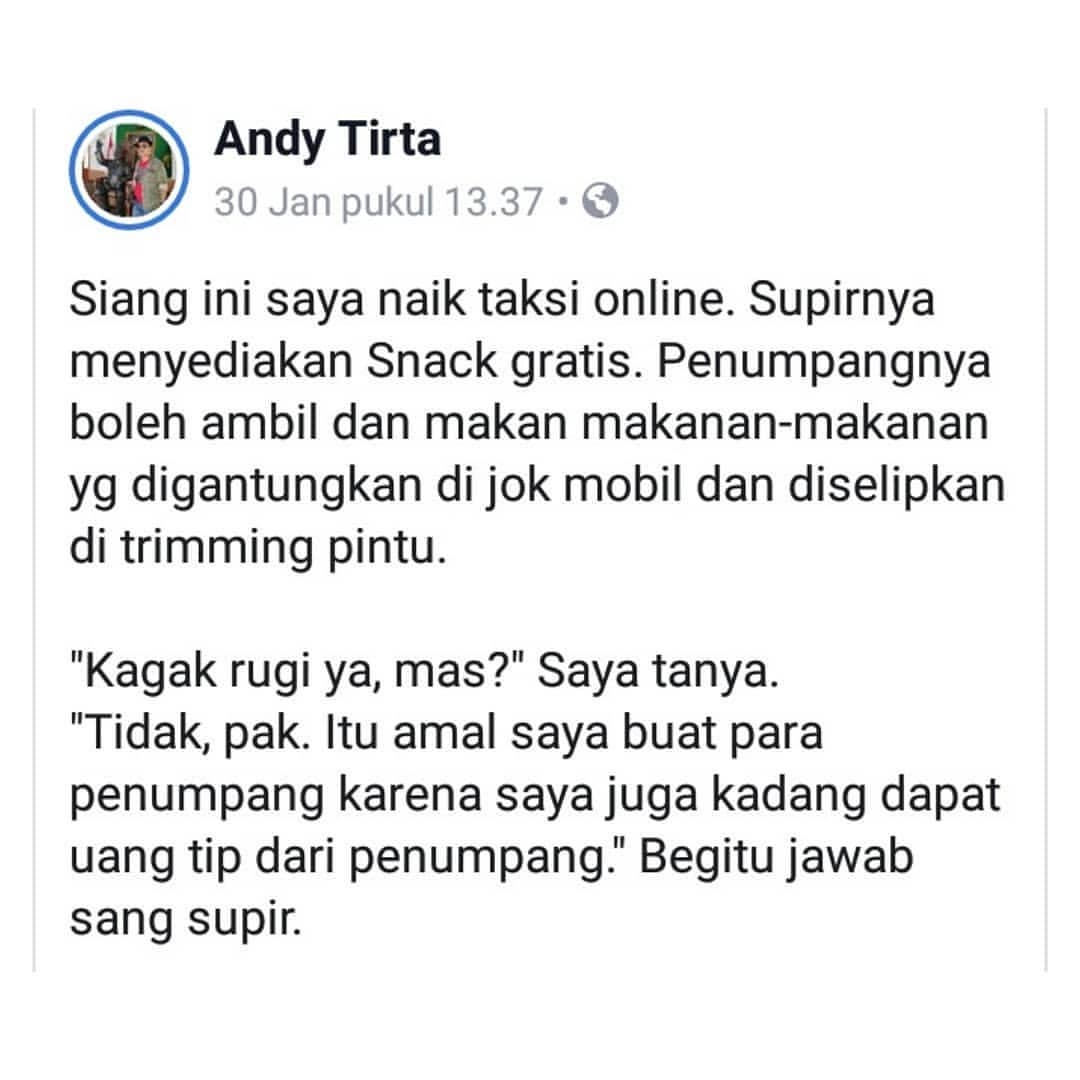 Andy Tirta
30 Jan pukul 13.37 •
Siang ini saya naik taksi online. Supirnya
menyediakan Snack gratis. Penumpangnya
boleh ambil dan makan makanan-makanan
yg digantungkan di jok mobil dan diselipkan
di trimming pintu.
"Kagak rugi ya, mas?" Saya tanya.
"Tidak, pak. Itu amal saya buat para
penumpang karena saya juga kadang dapat
uang tip dari penumpang." Begitu jawab
sang supir.